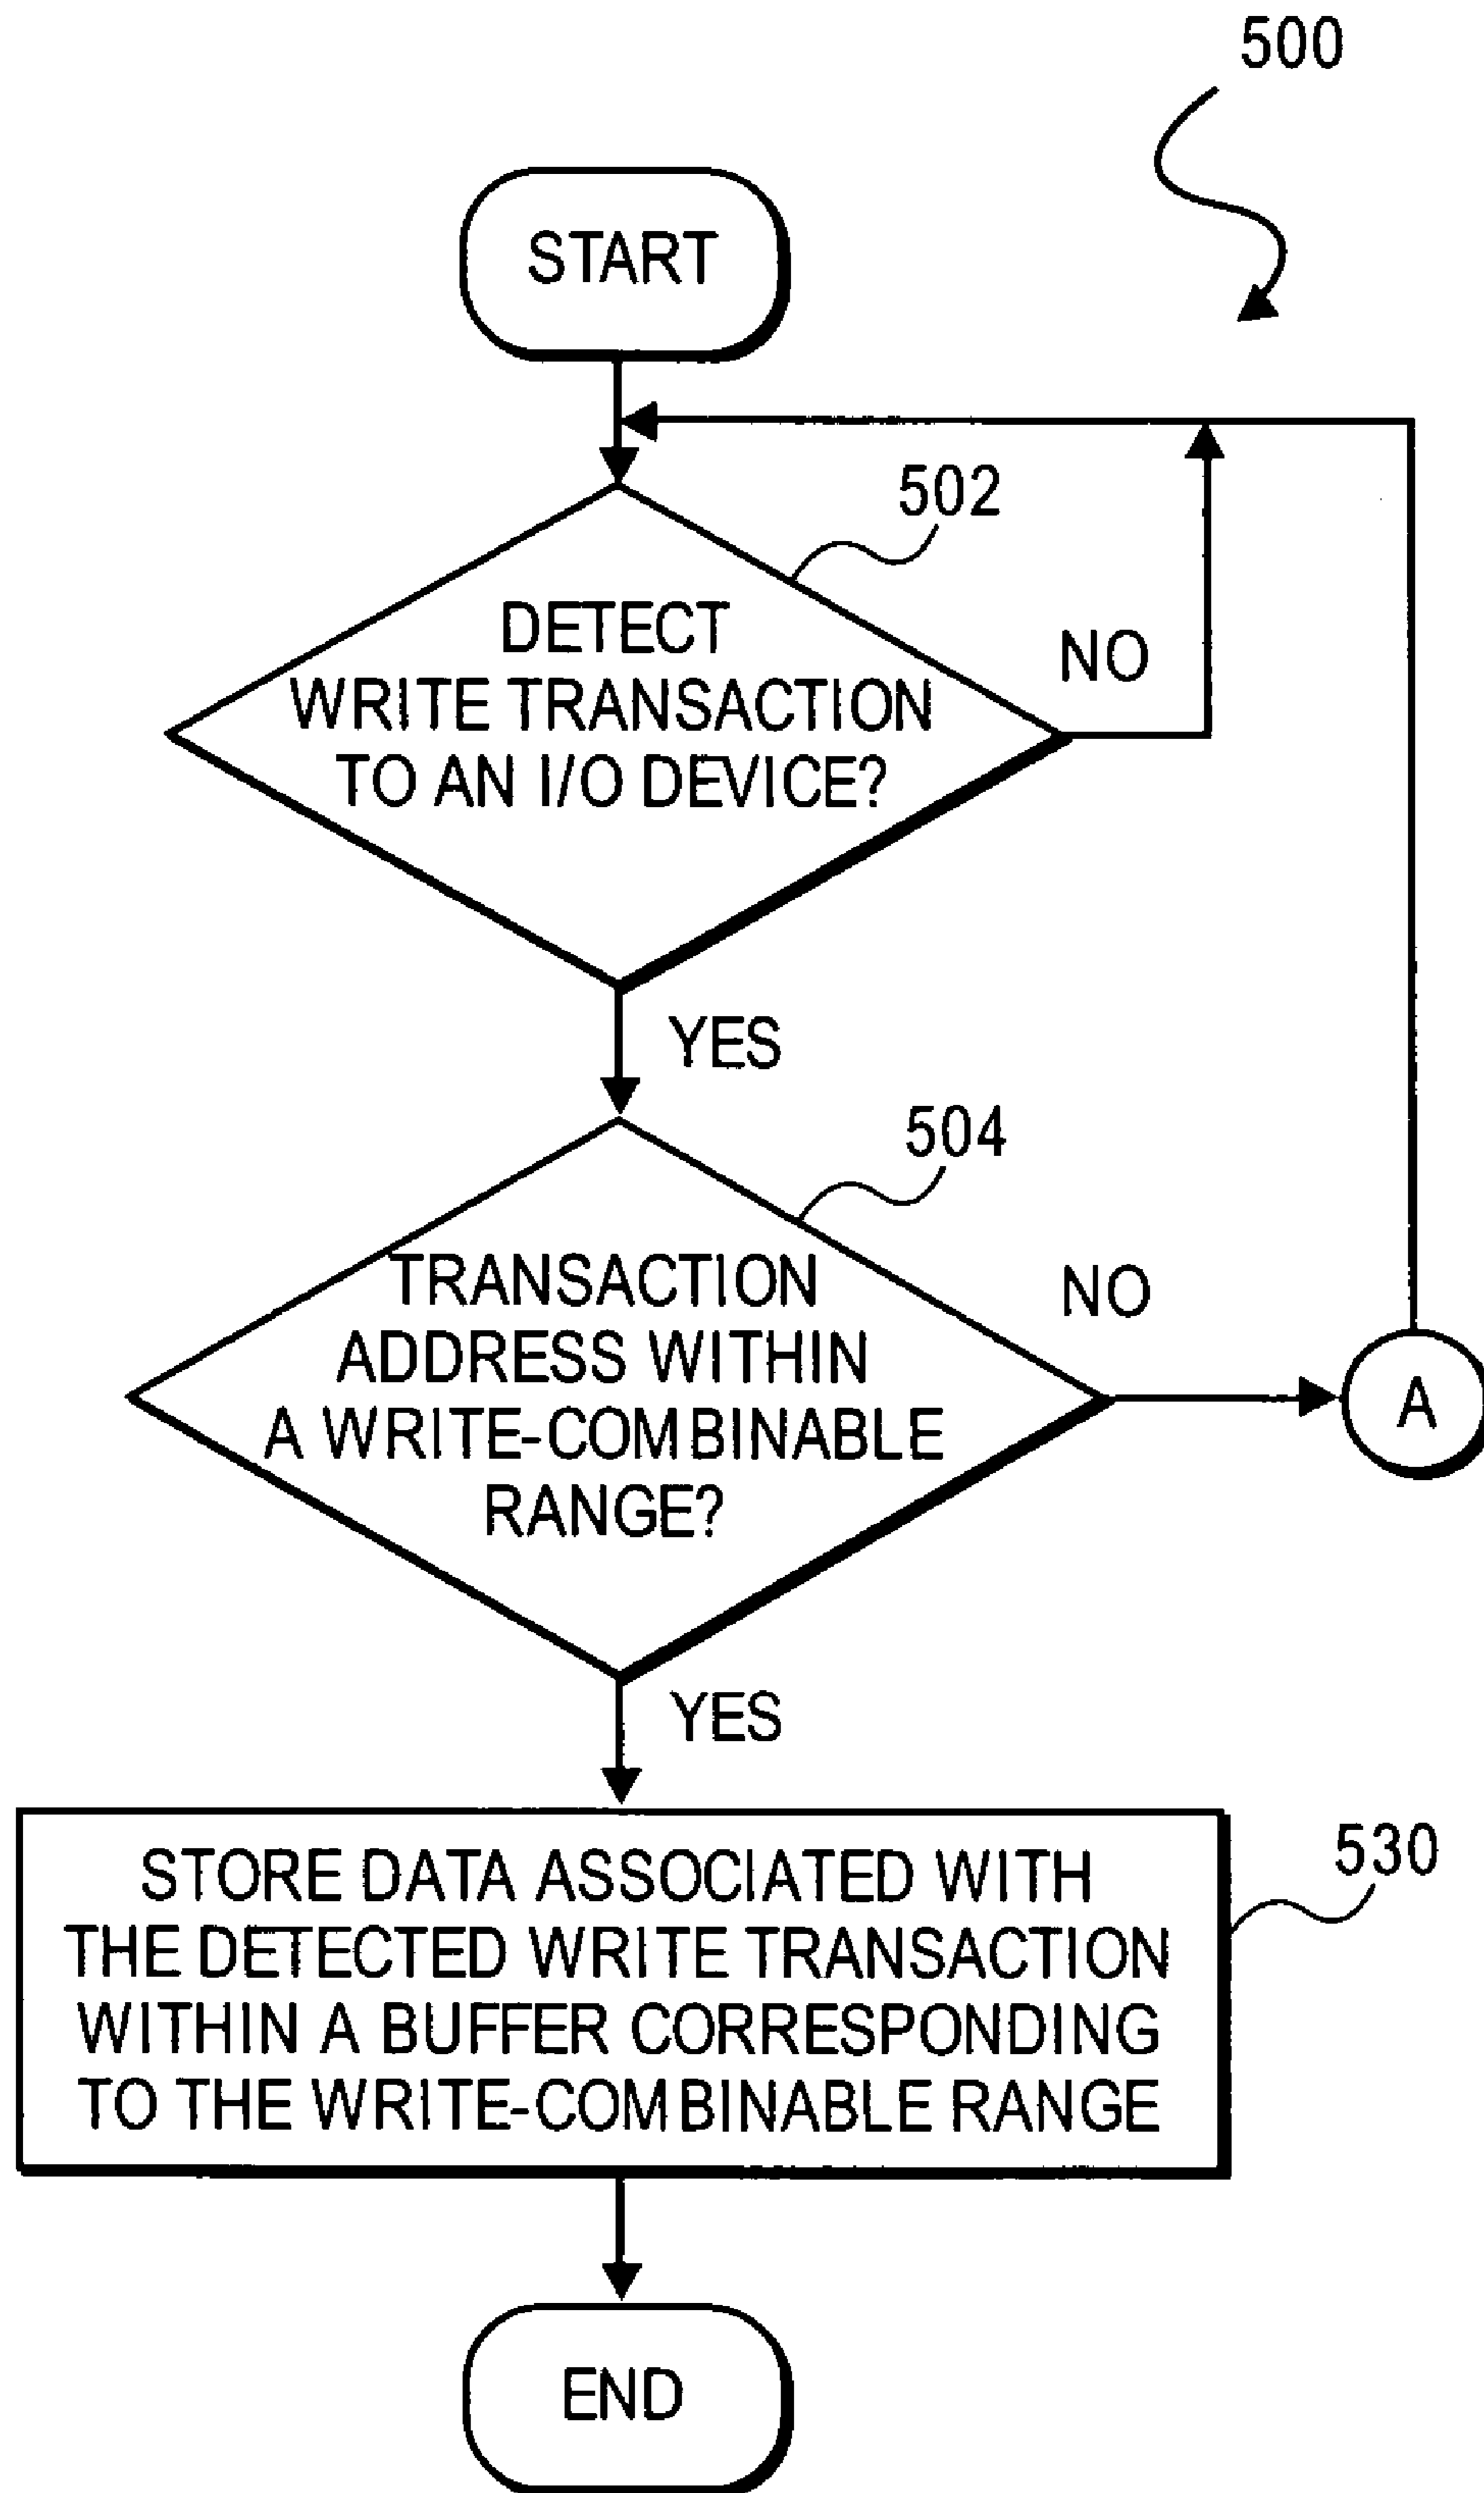 500
START
502
DETECT
WRITE TRANSACTION
TO AN I/O DEVICE?
NO
YES
504
TRANSACTION
ADDRESS WITHIN
A WRITE-COMBINABLE
RANGE?
NO
A
YES
530
STORE DATA ASSOCIATED WITH
THE DETECTED WRITE TRANSACTION
WITHIN A BUFFER CORRESPONDING
TO THE WRITE-COMBINABLE RANGE
END